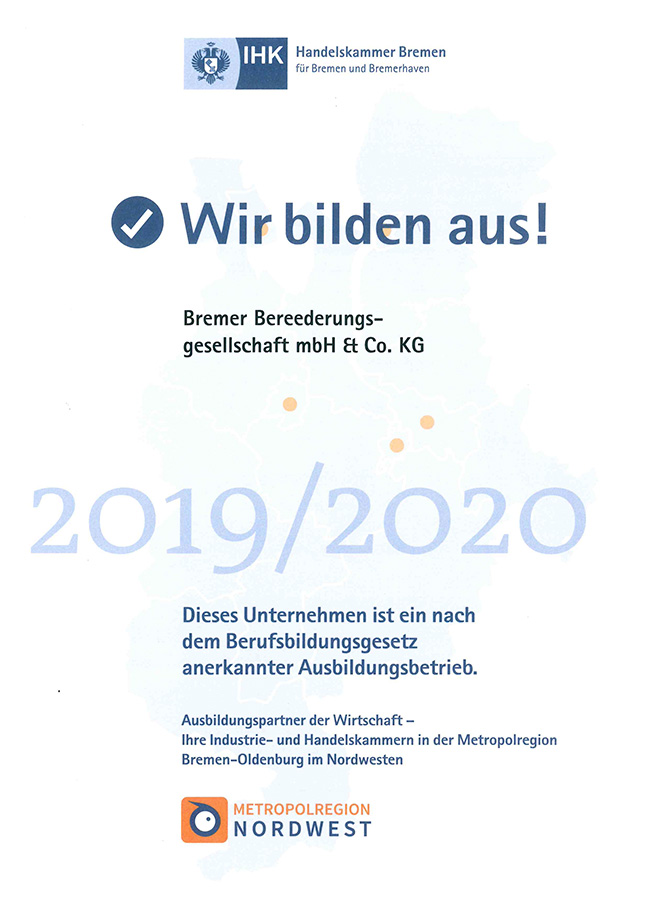 IHK Handelskammer Bremen
für Bremen und Bremerhaven
Wir bilden aus!
Bremer Bereederungs-
gesellschaft mbH & Co. KG
2019/2020
Dieses Unternehmen ist ein nach
dem Berufsbildungsgesetz
anerkannter Ausbildungsbetrieb.
Ausbildungspartner der Wirtschaft –
Ihre Industrie- und Handelskammern in der Metropolregion
Bremen-Oldenburg im Nordwesten
METROPOLREGION
NORDWEST